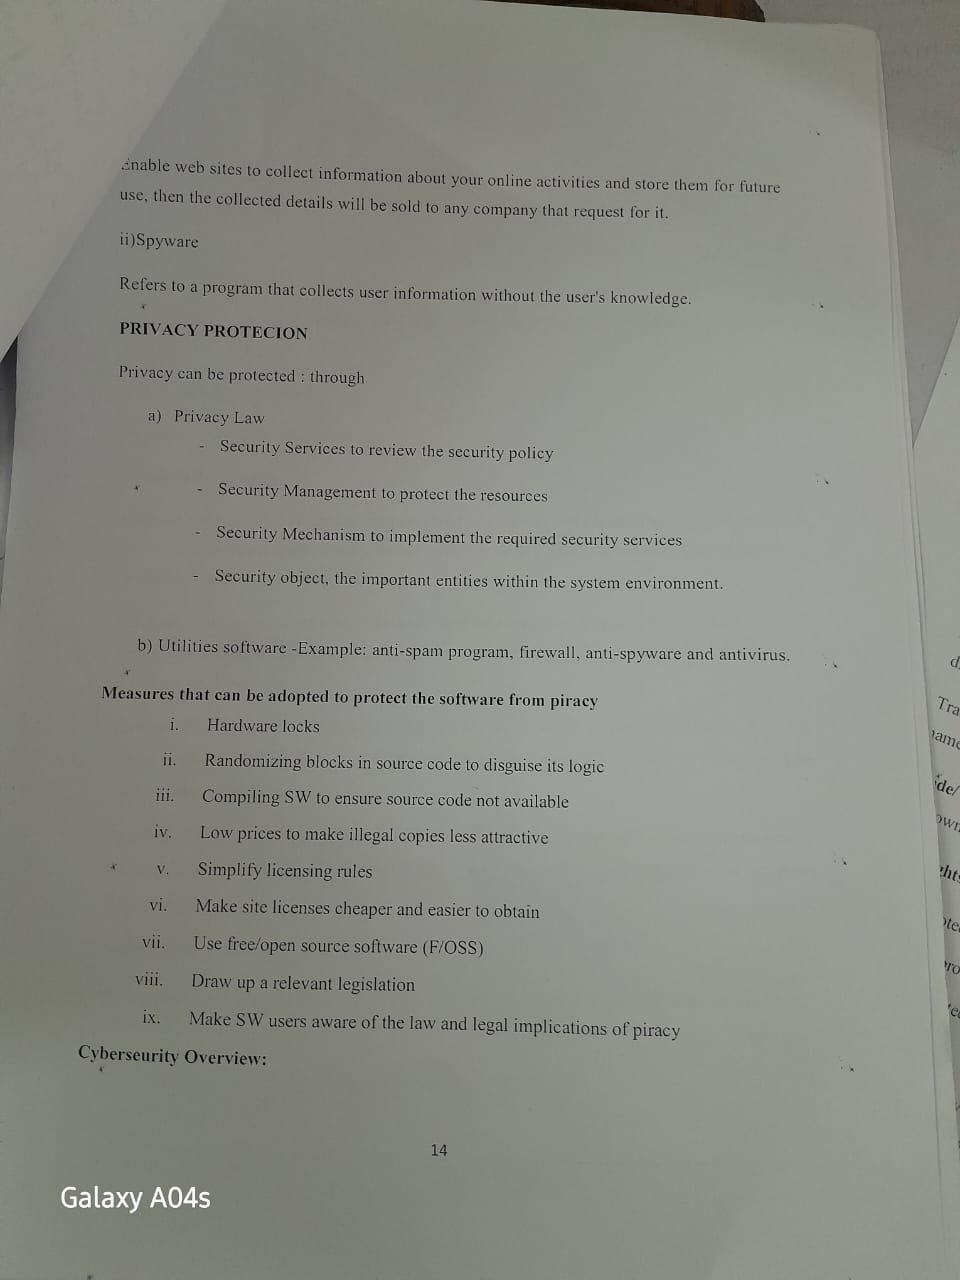 Enable web sites to collect information about your online activities and store them for future
use, then the collected details will be sold to any company that request for it.
ii)Spyware
Refers to a program that collects user information without the user's knowledge.
PRIVACY PROTECION
Privacy can be protected : through
a) Privacy Law
- Security Services to review the security policy
- Security Management to protect the resources
- Security Mechanism to implement the required security services
- Security object, the important entities within the system environment.
b) Utilities software -Example: anti-spam program, firewall, anti-spyware and antivirus.
Measures that can be adopted to protect the software from piracy
i. Hardware locks
ii. Randomizing blocks in source code to disguise its logic
iii. Compiling SW to ensure source code not available
iv. Low prices to make illegal copies less attractive
v. Simplify licensing rules
vi. Make site licenses cheaper and easier to obtain
vii. Use free/open source software (F/OSS)
viii. Draw up a relevant legislation
ix. Make SW users aware of the law and legal implications of piracy
Cyberseurity Overview:
14
Galaxy A04s